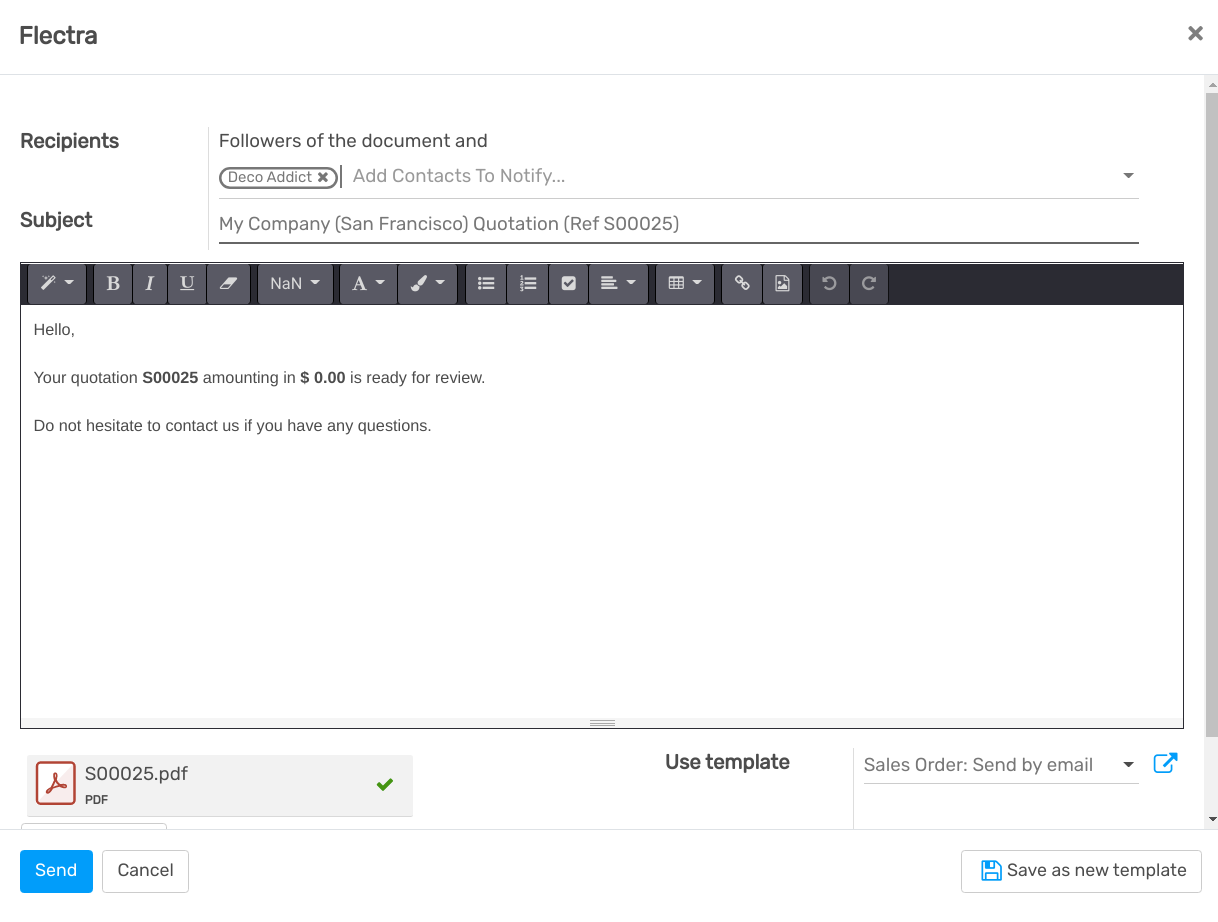 Flectra
Recipients
Followers of the document and
Deco Addict
Add Contacts To Notify...
Subject
My Company (San Francisco) Quotation (Ref S00025)
B I U NaN A
Hello,
Your quotation S00025 amounting in $ 0.00 is ready for review.
Do not hesitate to contact us if you have any questions.
S00025.pdf
PDF
Use template
Sales Order: Send by email
Send
Cancel
Save as new template